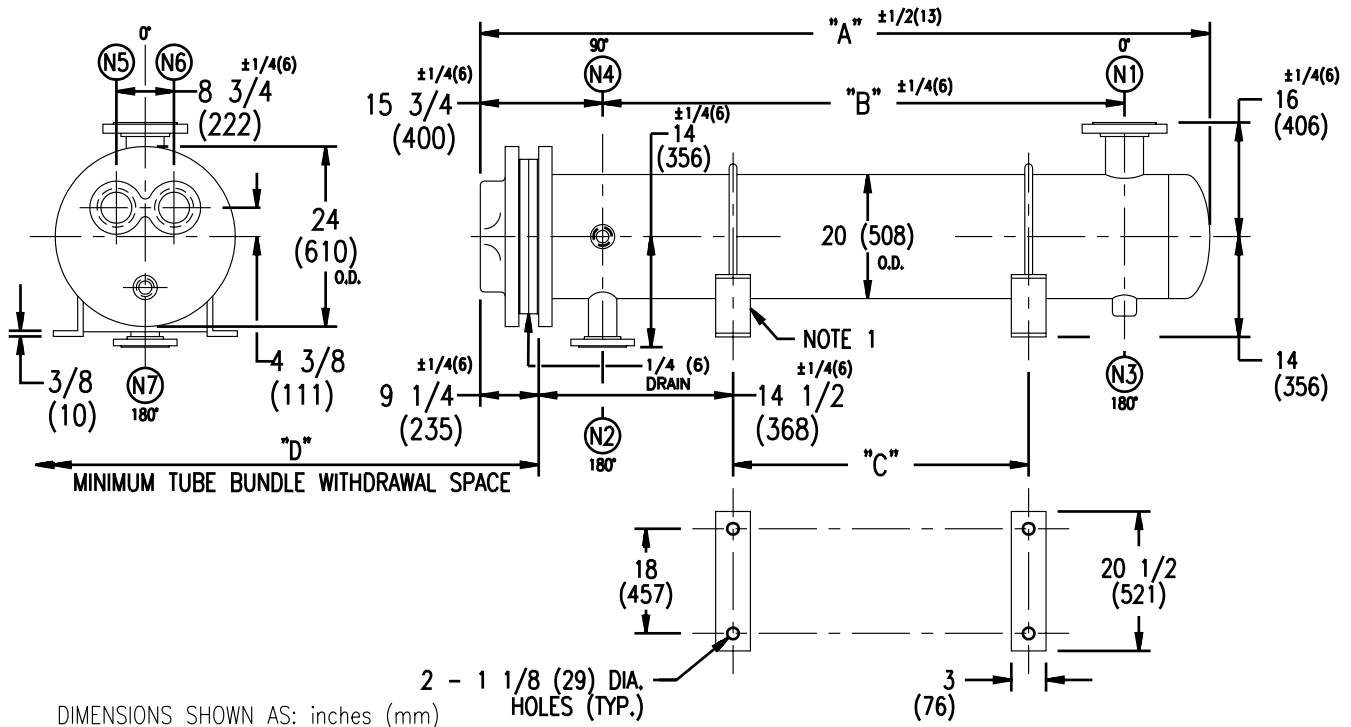 0°
N5
N6
±1/4(6)
8 3/4
(222)
24
(610)
O.D.
4 3/8
(111)
3/8
(10)
N7
180°
"D"
MINIMUM TUBE BUNDLE WITHDRAWAL SPACE
"A" ±1/2(13)
90°
N4
0°
N1
±1/4(6)
15 3/4
(400)
"B" ±1/4(6)
±1/4(6)
14
(356)
±1/4(6)
16
(406)
20 (508)
O.D.
NOTE 1
1/4 (6)
DRAIN
±1/4(6)
9 1/4
(235)
±1/4(6)
14 1/2
(368)
N2
180°
N3
180°
14
(356)
"C"
18
(457)
20 1/2
(521)
2 - 1 1/8 (29) DIA.
HOLES (TYP.)
3
(76)
DIMENSIONS SHOWN AS: inches (mm)